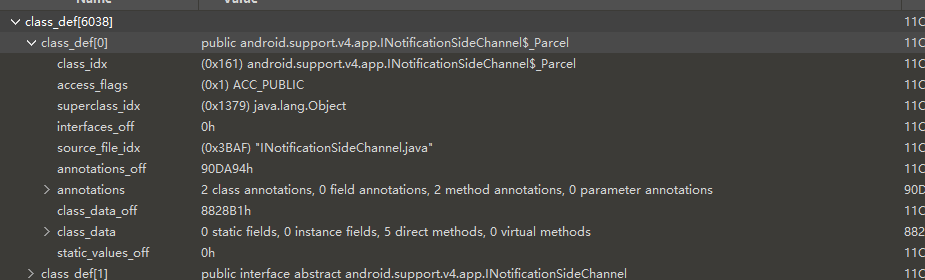 Value
class_def[6038] 11C
class_def[0] public android.support.v4.app.INotificationSideChannel$_Parcel 11C
class_idx (0x161) android.support.v4.app.INotificationSideChannel$_Parcel 11C
access_flags (0x1) ACC_PUBLIC 11C
superclass_idx (0x1379) java.lang.Object 11C
interfaces_off 0h 11C
source_file_idx (0x3BAF) "INotificationSideChannel.java" 11C
annotations_off 90DA94h 11C
annotations 2 class annotations, 0 field annotations, 2 method annotations, 0 parameter annotations 90D
class_data_off 8828B1h 11C
class_data 0 static fields, 0 instance fields, 5 direct methods, 0 virtual methods 882
static_values_off 0h 11C
class_def[1] public interface abstract android.support.v4.app.INotificationSideChannel 11C